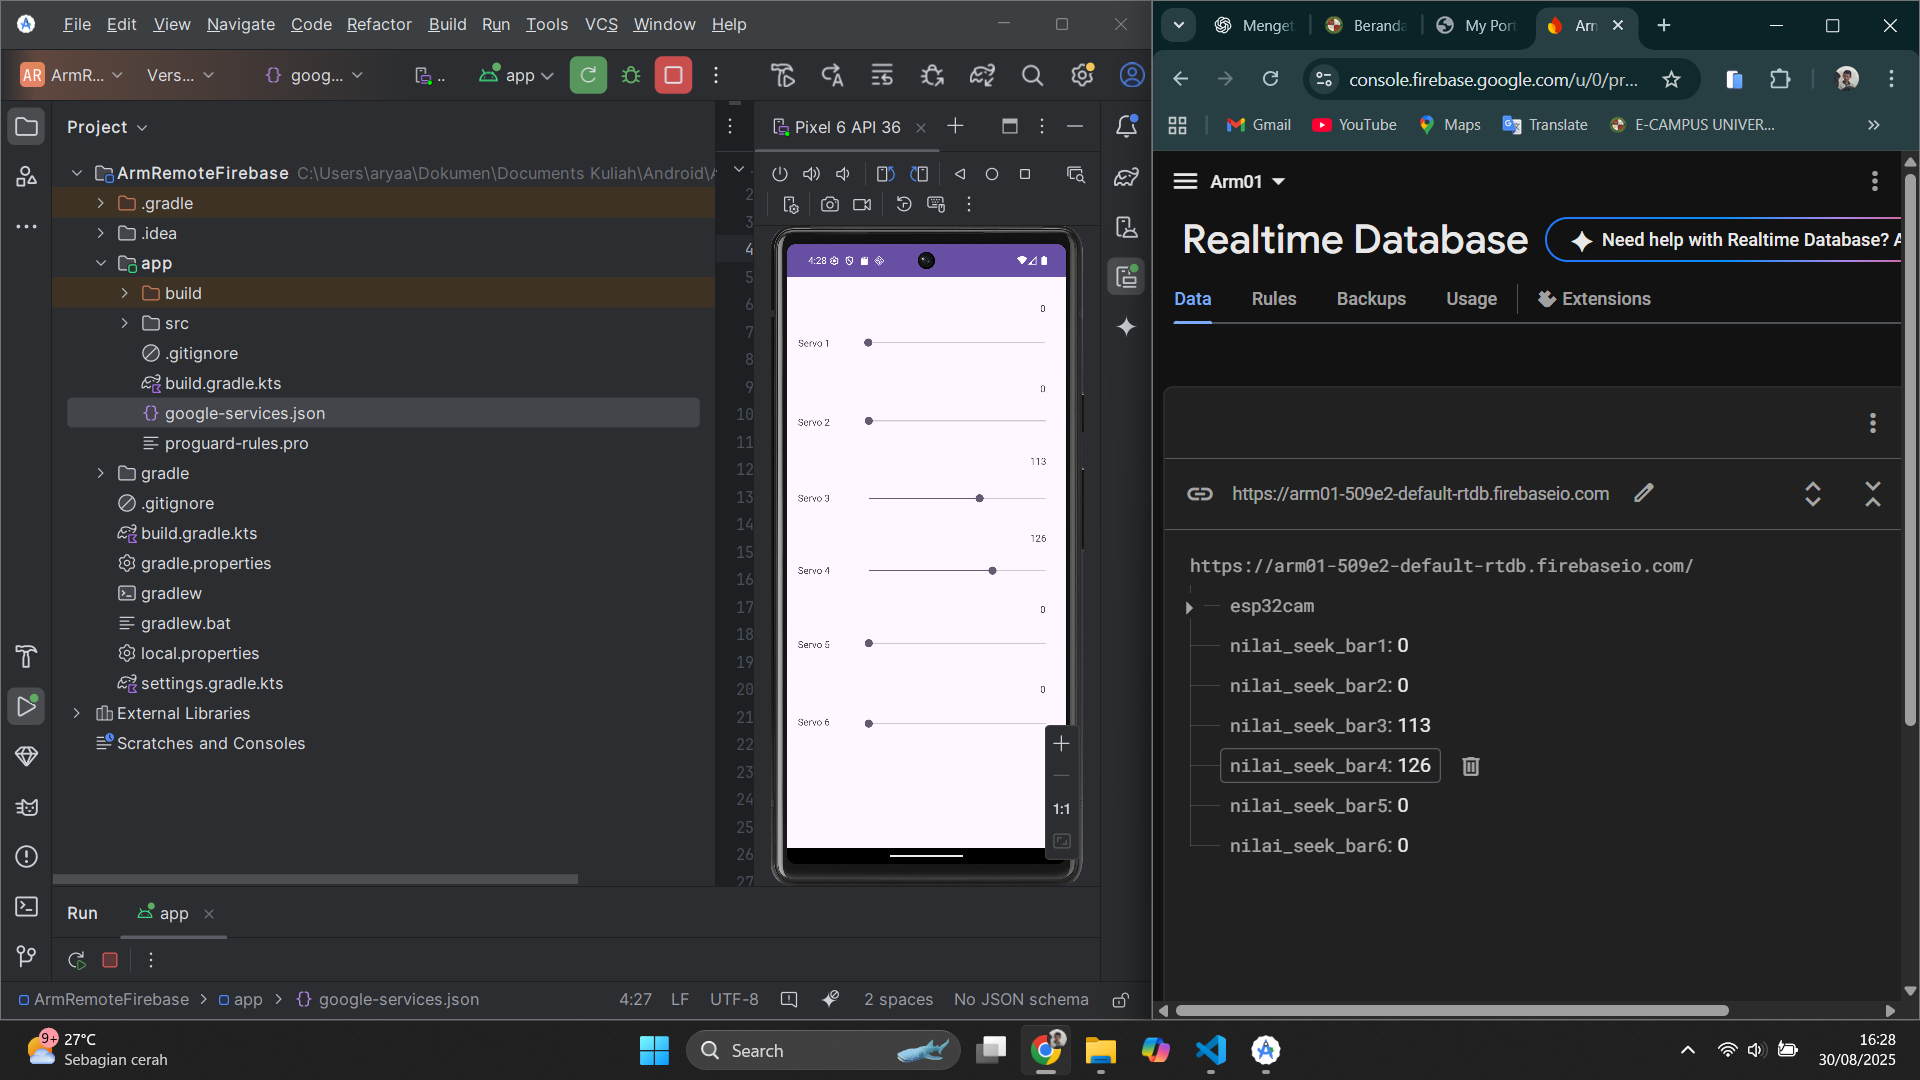 File Edit View Navigate Code Refactor Build Run Tools VCS Window Help
AR ArmR... Vers... goog... .. app
Project
ArmRemoteFirebase C:\Users\aryaa\Dokumen\Documents Kuliah\Android\A
.gradle
.idea
app
build
src
.gitignore
build.gradle.kts
google-services.json
proguard-rules.pro
gradle
.gitignore
build.gradle.kts
gradle.properties
gradlew
gradlew.bat
local.properties
settings.gradle.kts
External Libraries
Scratches and Consoles
2
3
4
5
6
7
8
9
10
11
12
13
14
15
16
17
18
19
20
21
22
23
24
25
26
27
Pixel 6 API 36
4:28
0
Servo 1
0
Servo 2
113
Servo 3
126
Servo 4
0
Servo 5
0
Servo 6
1:1
Run app
ArmRemoteFirebase > app > google-services.json 4:27 LF UTF-8 2 spaces No JSON schema
Menget Beranda My Port Arn
console.firebase.google.com/u/0/pr...
Gmail YouTube Maps Translate E-CAMPUS UNIVER...
Arm01
Realtime Database
Need help with Realtime Database? A
Data Rules Backups Usage Extensions
https://arm01-509e2-default-rtdb.firebaseio.com
https://arm01-509e2-default-rtdb.firebaseio.com/
esp32cam
nilai_seek_bar1: 0
nilai_seek_bar2: 0
nilai_seek_bar3: 113
nilai_seek_bar4: 126
nilai_seek_bar5: 0
nilai_seek_bar6: 0
9+
27°C
Sebagian cerah
Search
16:28
30/08/2025